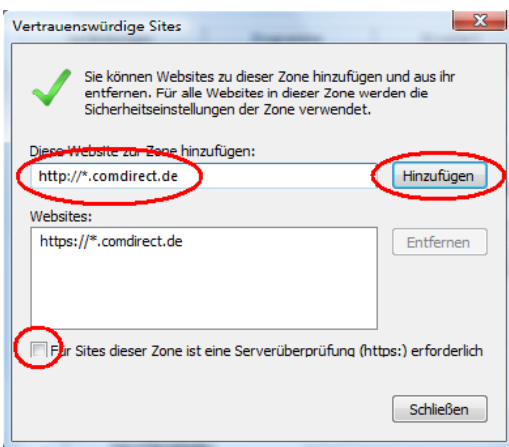 Vertrauenswürdige Sites
Sie können Websites zu dieser Zone hinzufügen und aus ihr
entfernen. Für alle Websites in dieser Zone werden die
Sicherheitseinstellungen der Zone verwendet.
Diese Website zur Zone hinzufügen:
http://*.comdirect.de
Hinzufügen
Websites:
https://*.comdirect.de
Entfernen
Für Sites dieser Zone ist eine Serverüberprüfung (https:) erforderlich
Schließen